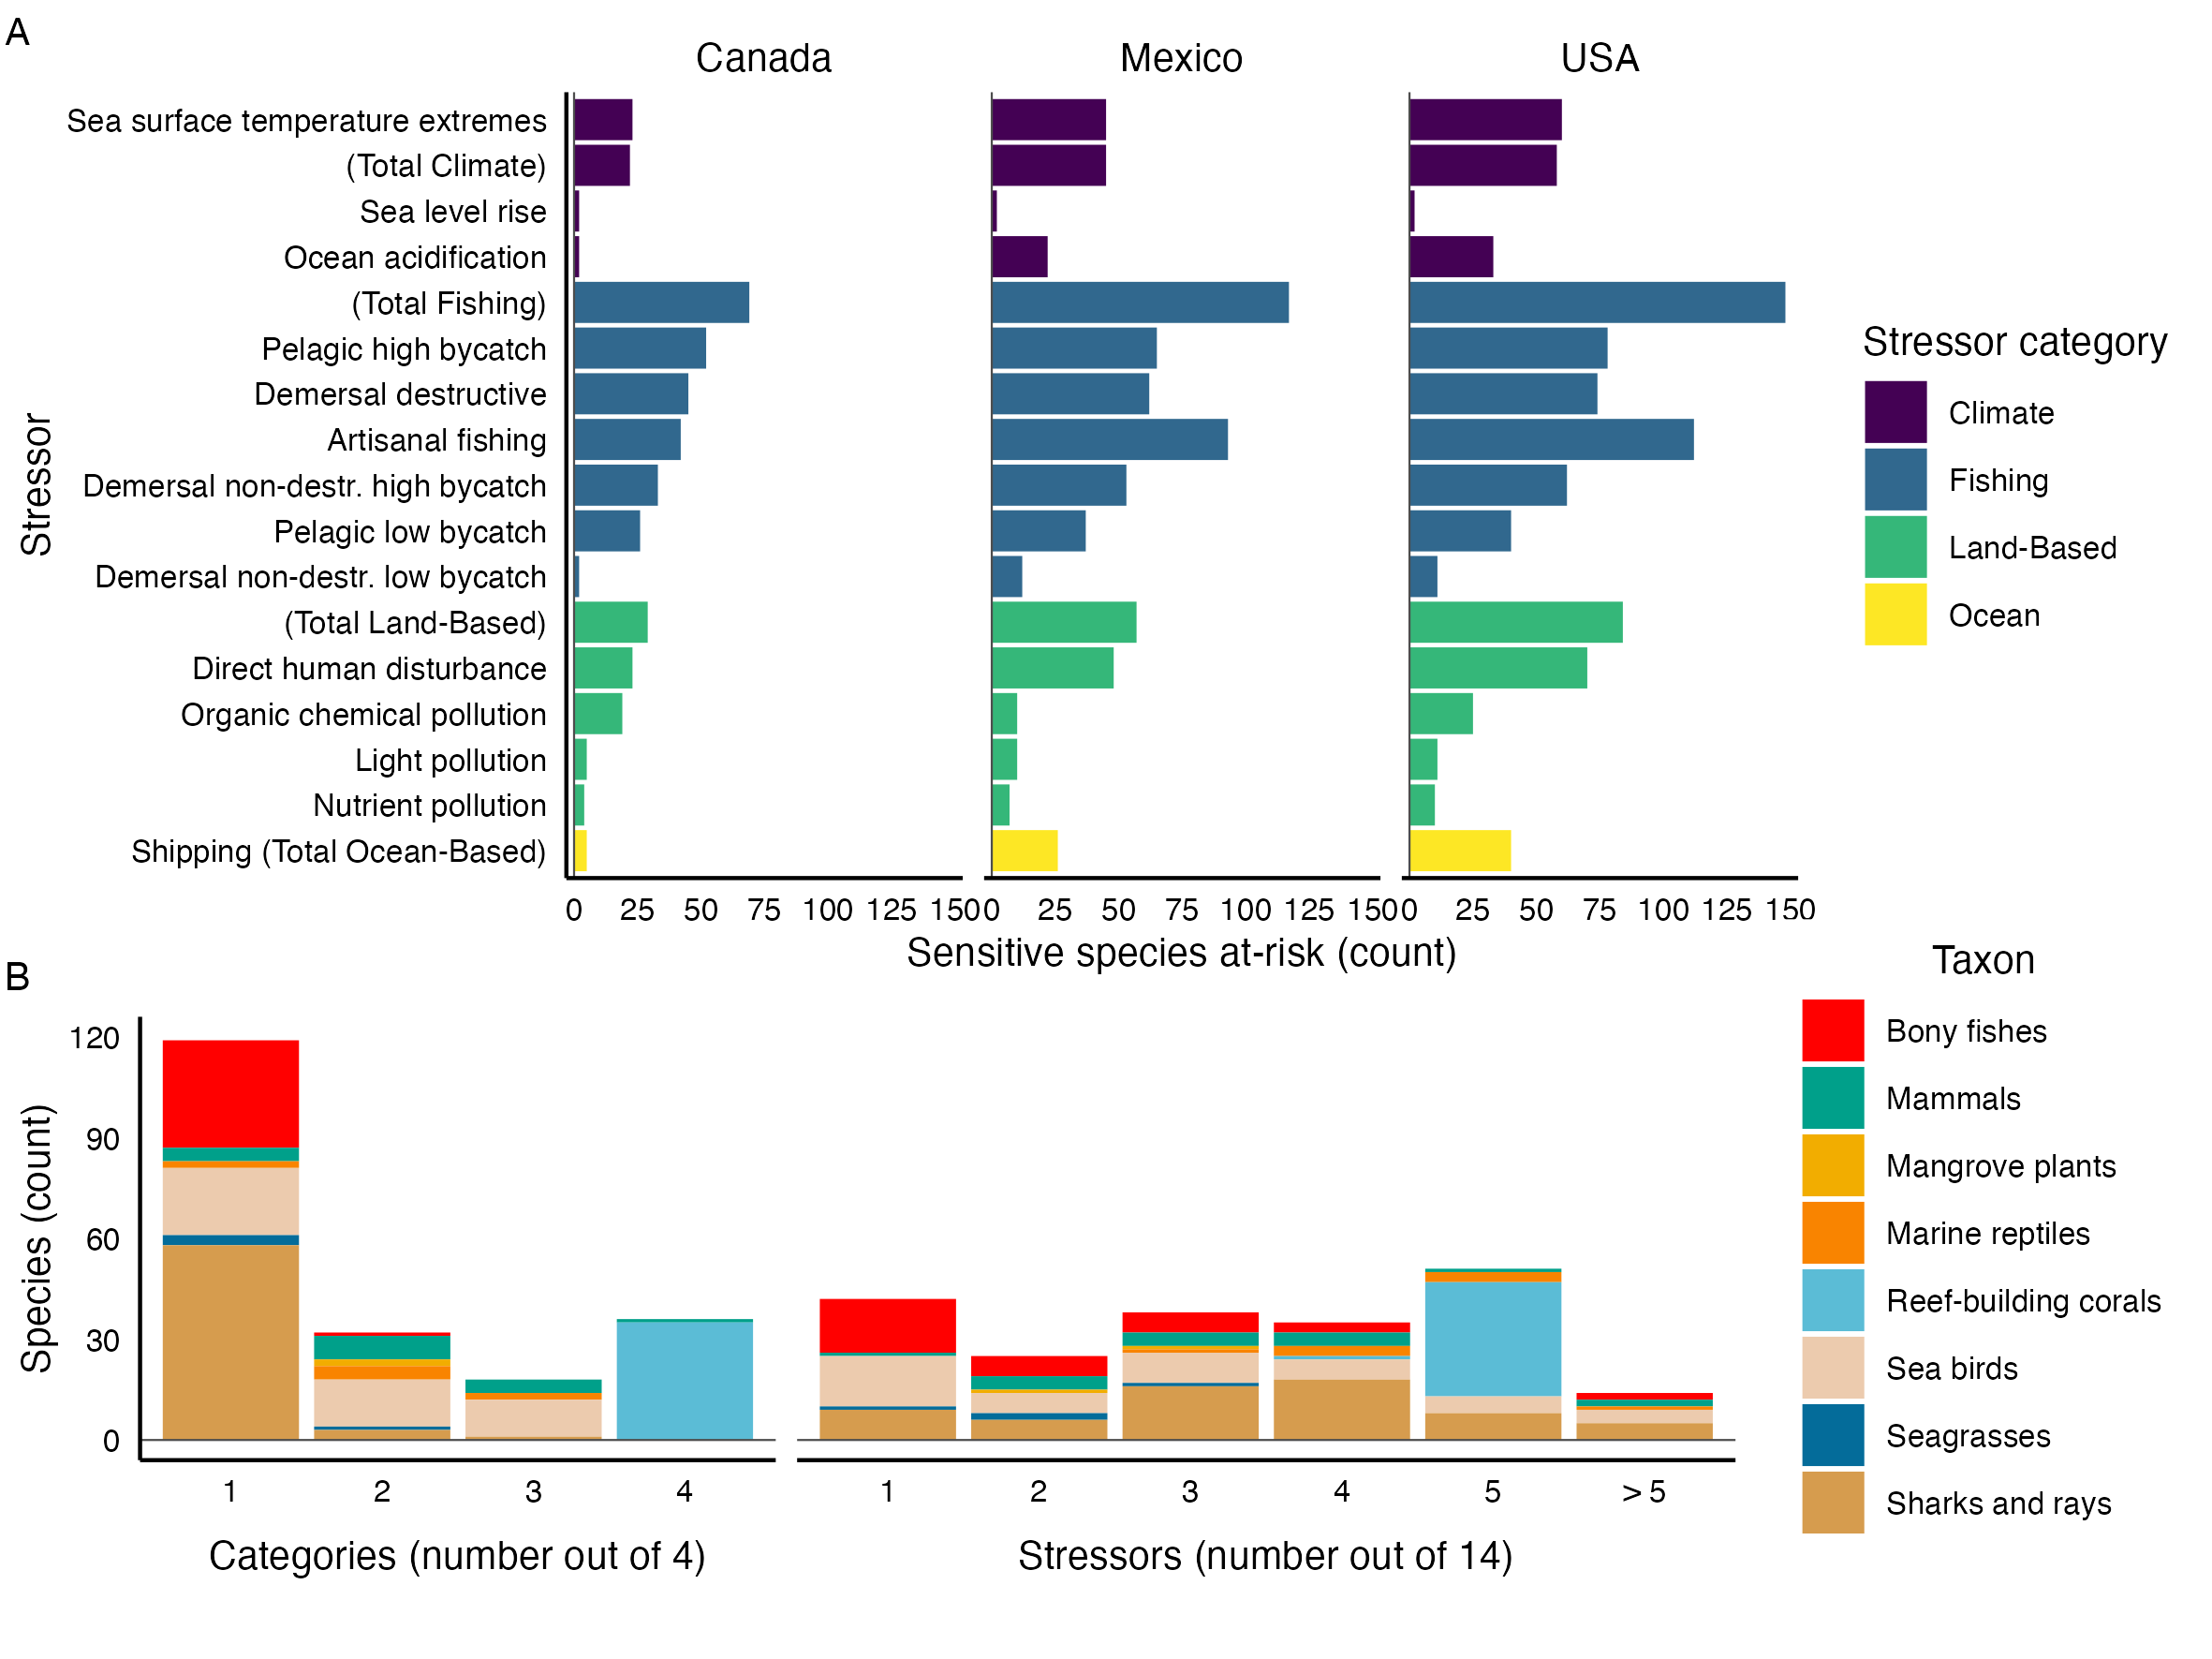 A
Canada Mexico USA
Sea surface temperature extremes
(Total Climate)
Sea level rise
Ocean acidification
(Total Fishing)
Pelagic high bycatch
Demersal destructive
Artisanal fishing
Demersal non-destr. high bycatch
Pelagic low bycatch
Demersal non-destr. low bycatch
(Total Land-Based)
Direct human disturbance
Organic chemical pollution
Light pollution
Nutrient pollution
Shipping (Total Ocean-Based)
Stressor
0 25 50 75 100 125 150 0 25 50 75 100 125 150 0 25 50 75 100 125 150
Sensitive species at-risk (count)
Stressor category
Climate
Fishing
Land-Based
Ocean
B
Species (count)
120
90
60
30
0
1 2 3 4
Categories (number out of 4)
1 2 3 4 5 > 5
Stressors (number out of 14)
Taxon
Bony fishes
Mammals
Mangrove plants
Marine reptiles
Reef-building corals
Sea birds
Seagrasses
Sharks and rays